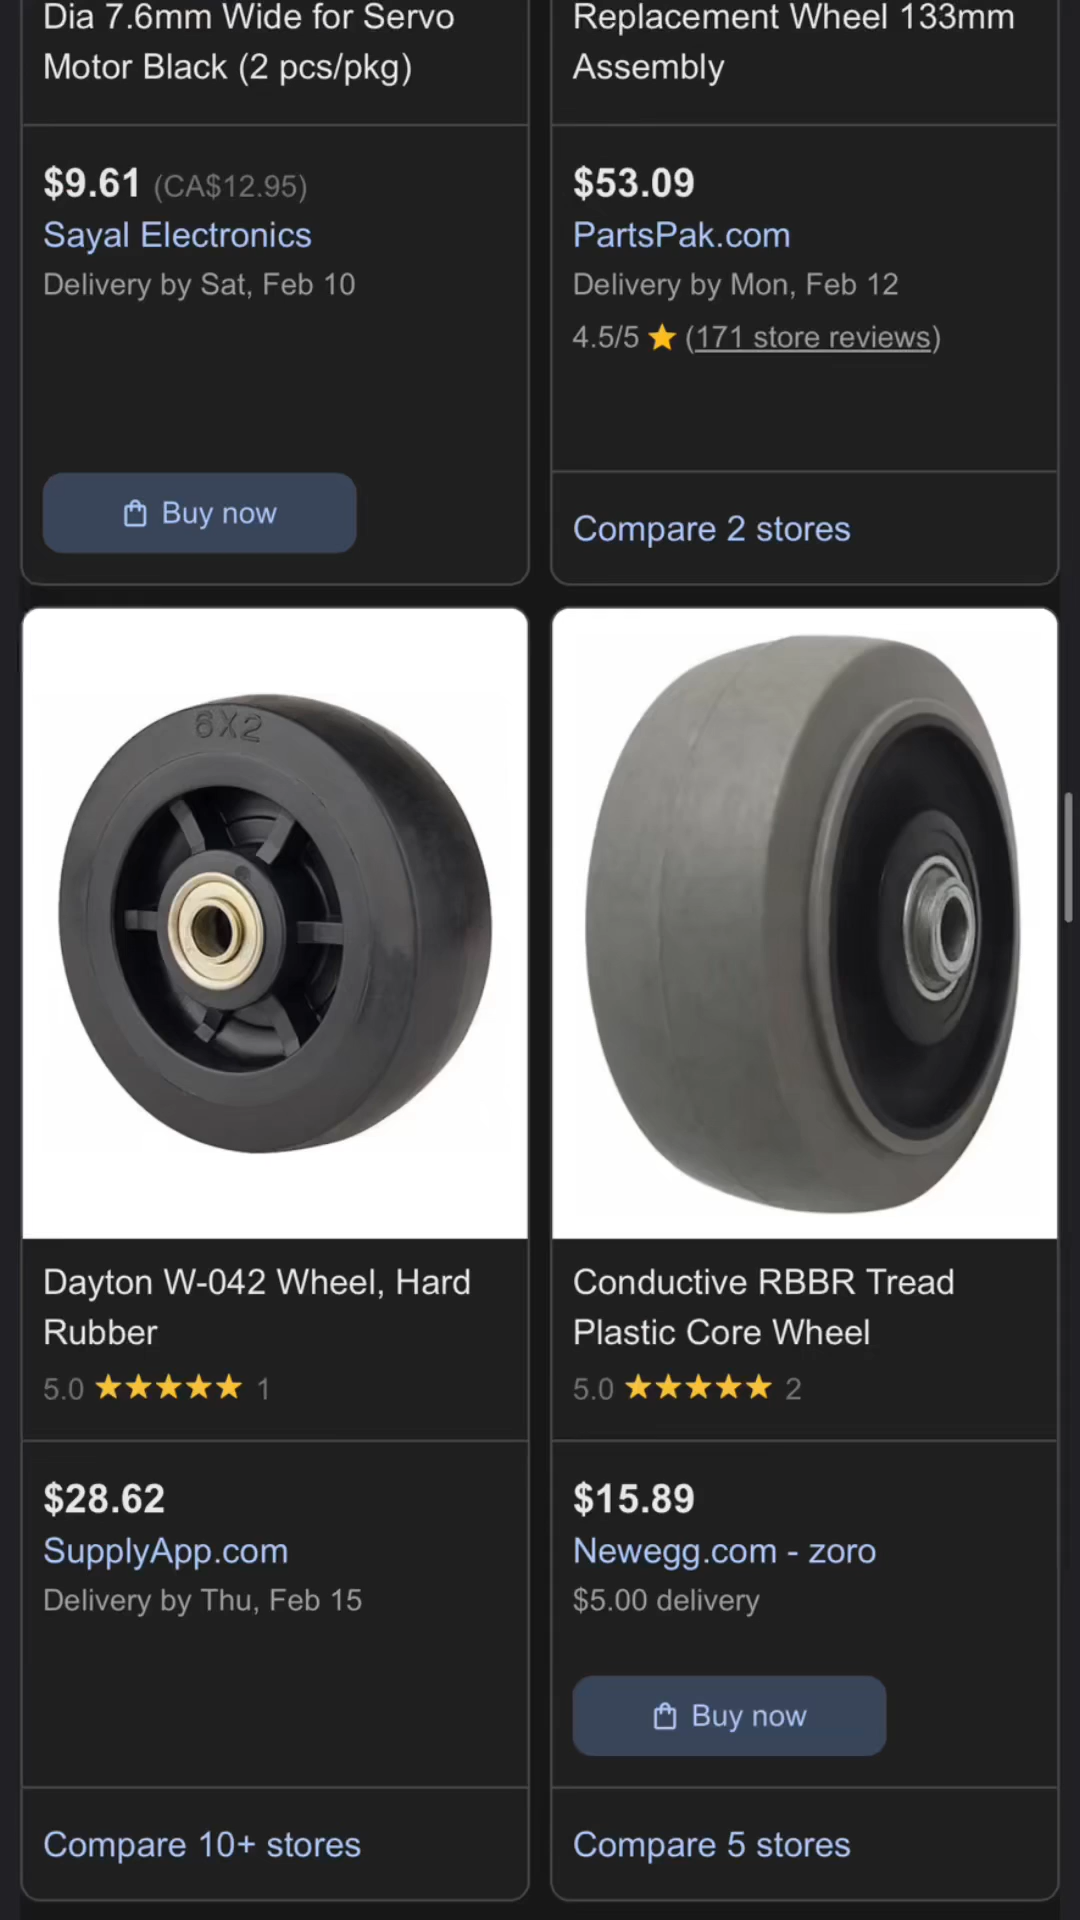 Dia 7.6mm Wide for Servo
Motor Black (2 pcs/pkg)
$9.61 (CA$12.95)
Sayal Electronics
Delivery by Sat, Feb 10
Buy now
Replacement Wheel 133mm
Assembly
$53.09
PartsPak.com
Delivery by Mon, Feb 12
4.5/5 (171 store reviews)
Compare 2 stores
6X2
Dayton W-042 Wheel, Hard
Rubber
5.0 1
$28.62
SupplyApp.com
Delivery by Thu, Feb 15
Compare 10+ stores
Conductive RBBR Tread
Plastic Core Wheel
5.0 2
$15.89
Newegg.com - zoro
$5.00 delivery
Buy now
Compare 5 stores